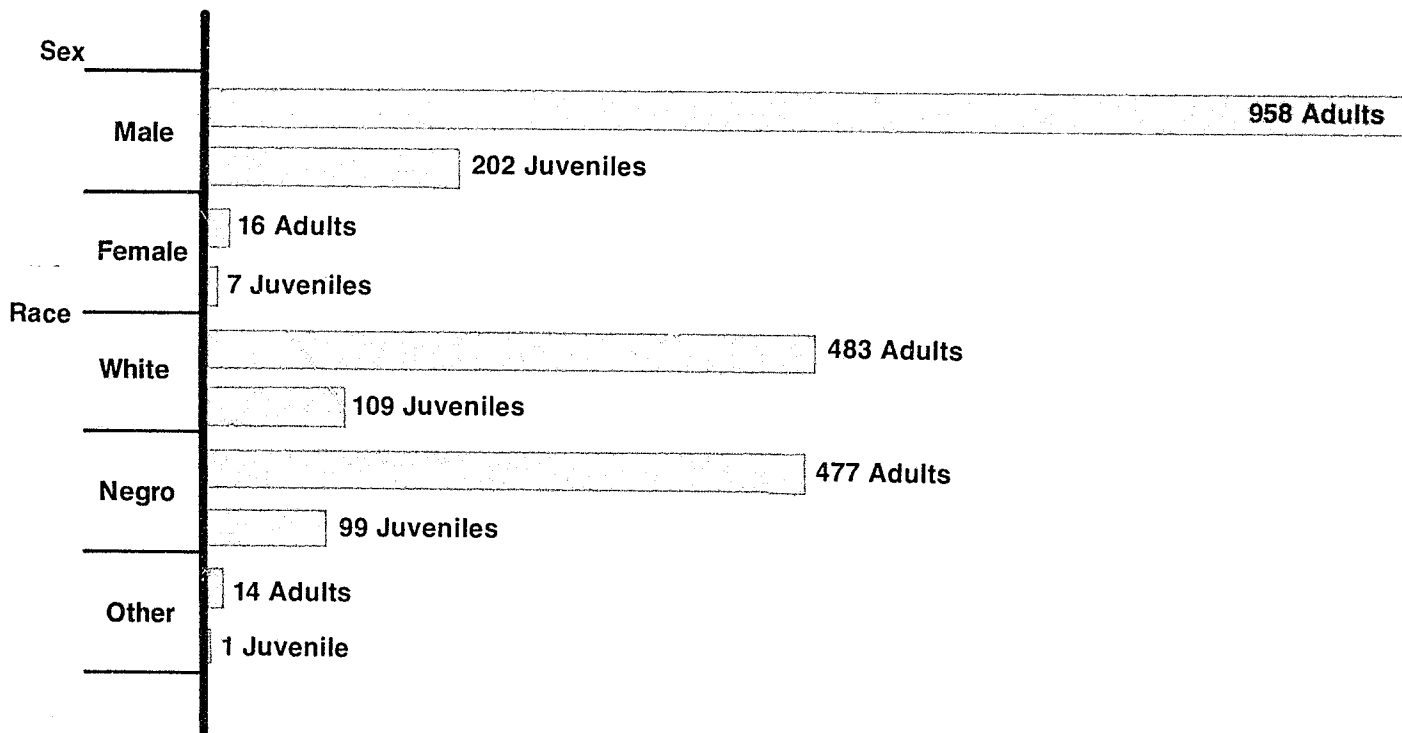 Sex
Male
958 Adults
202 Juveniles
Female
16 Adults
7 Juveniles
Race
White
483 Adults
109 Juveniles
Negro
477 Adults
99 Juveniles
Other
14 Adults
1 Juvenile